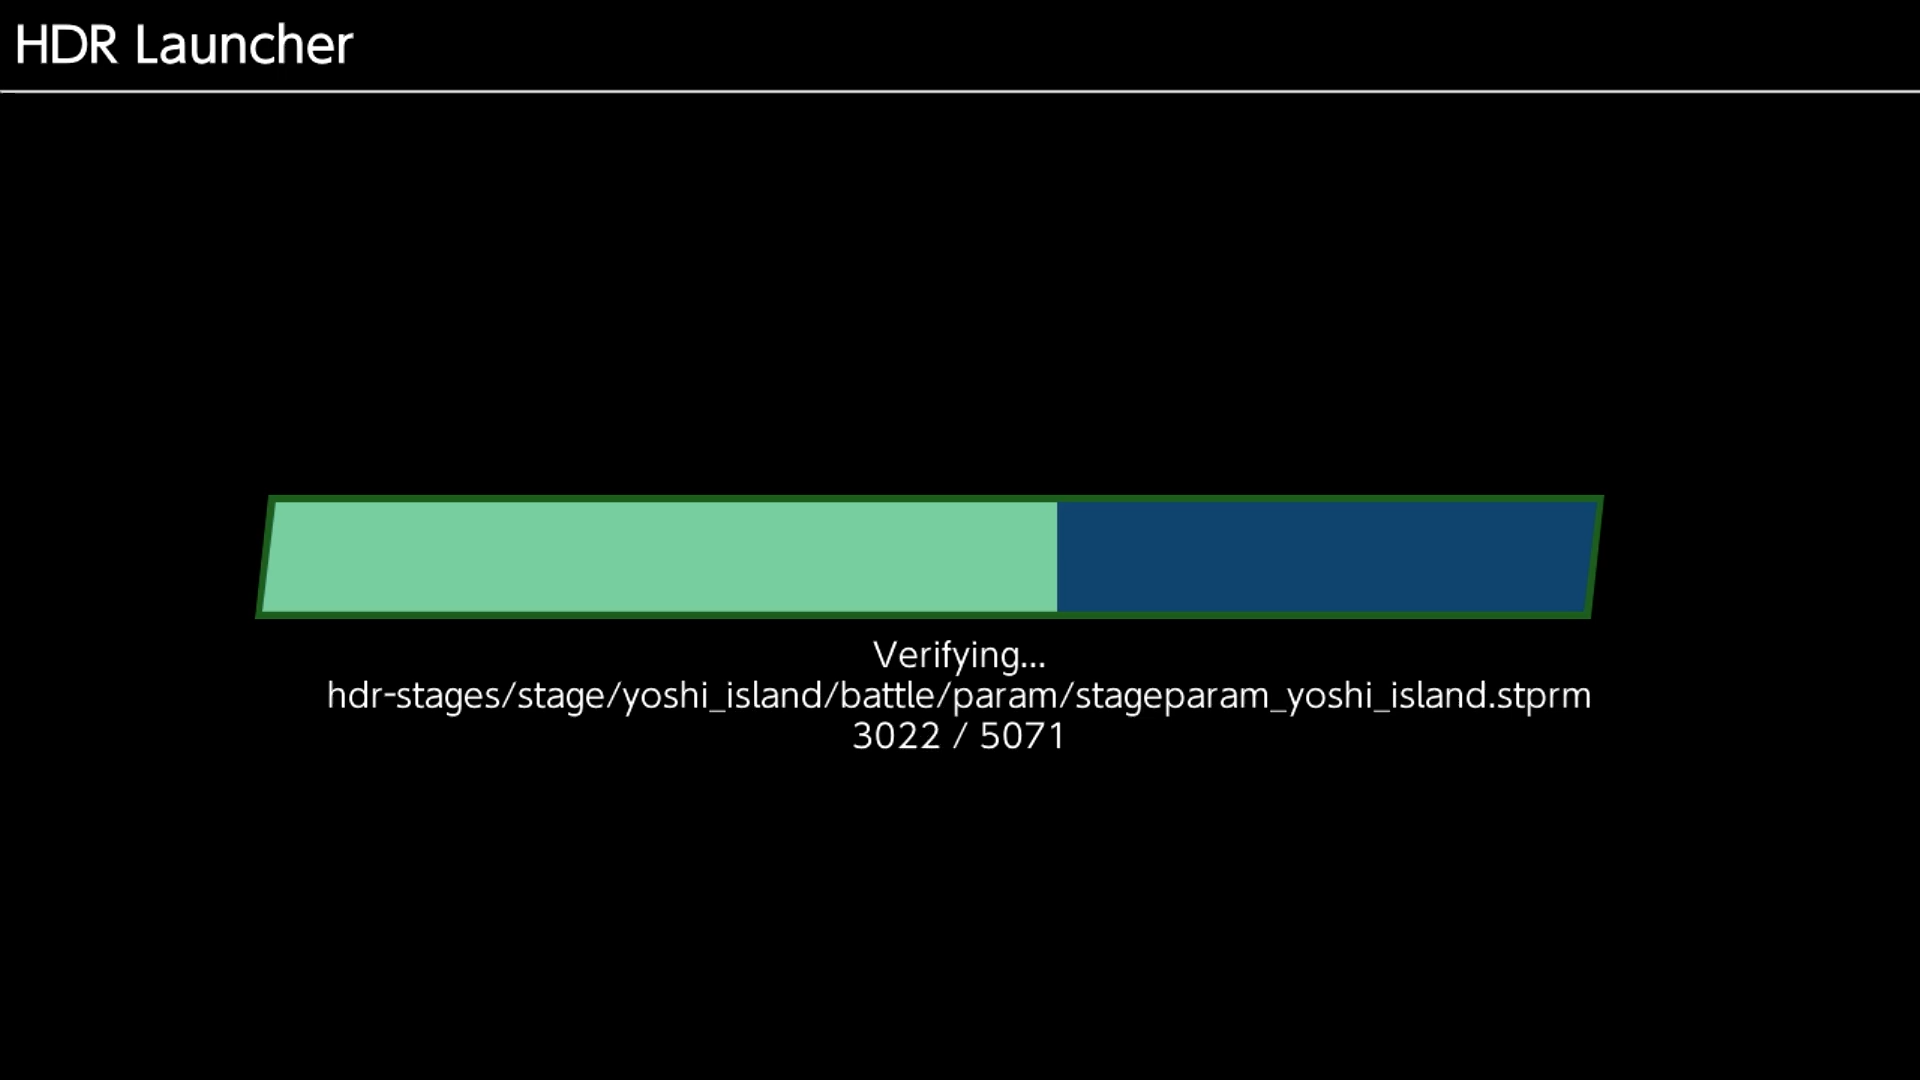 HDR Launcher
Verifying...
hdr-stages/stage/yoshi_island/battle/param/stageparam_yoshi_island.stprm
3022 / 5071